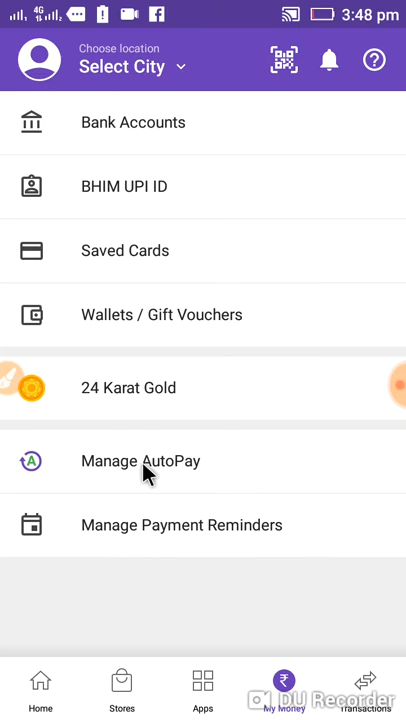 4G
3:48 pm
Choose location
Select City
Bank Accounts
BHIM UPI ID
Saved Cards
Wallets / Gift Vouchers
24 Karat Gold
A
Manage AutoPay
Manage Payment Reminders
₹
Home
Stores
Apps
My Money
Transactions
DU Recorder